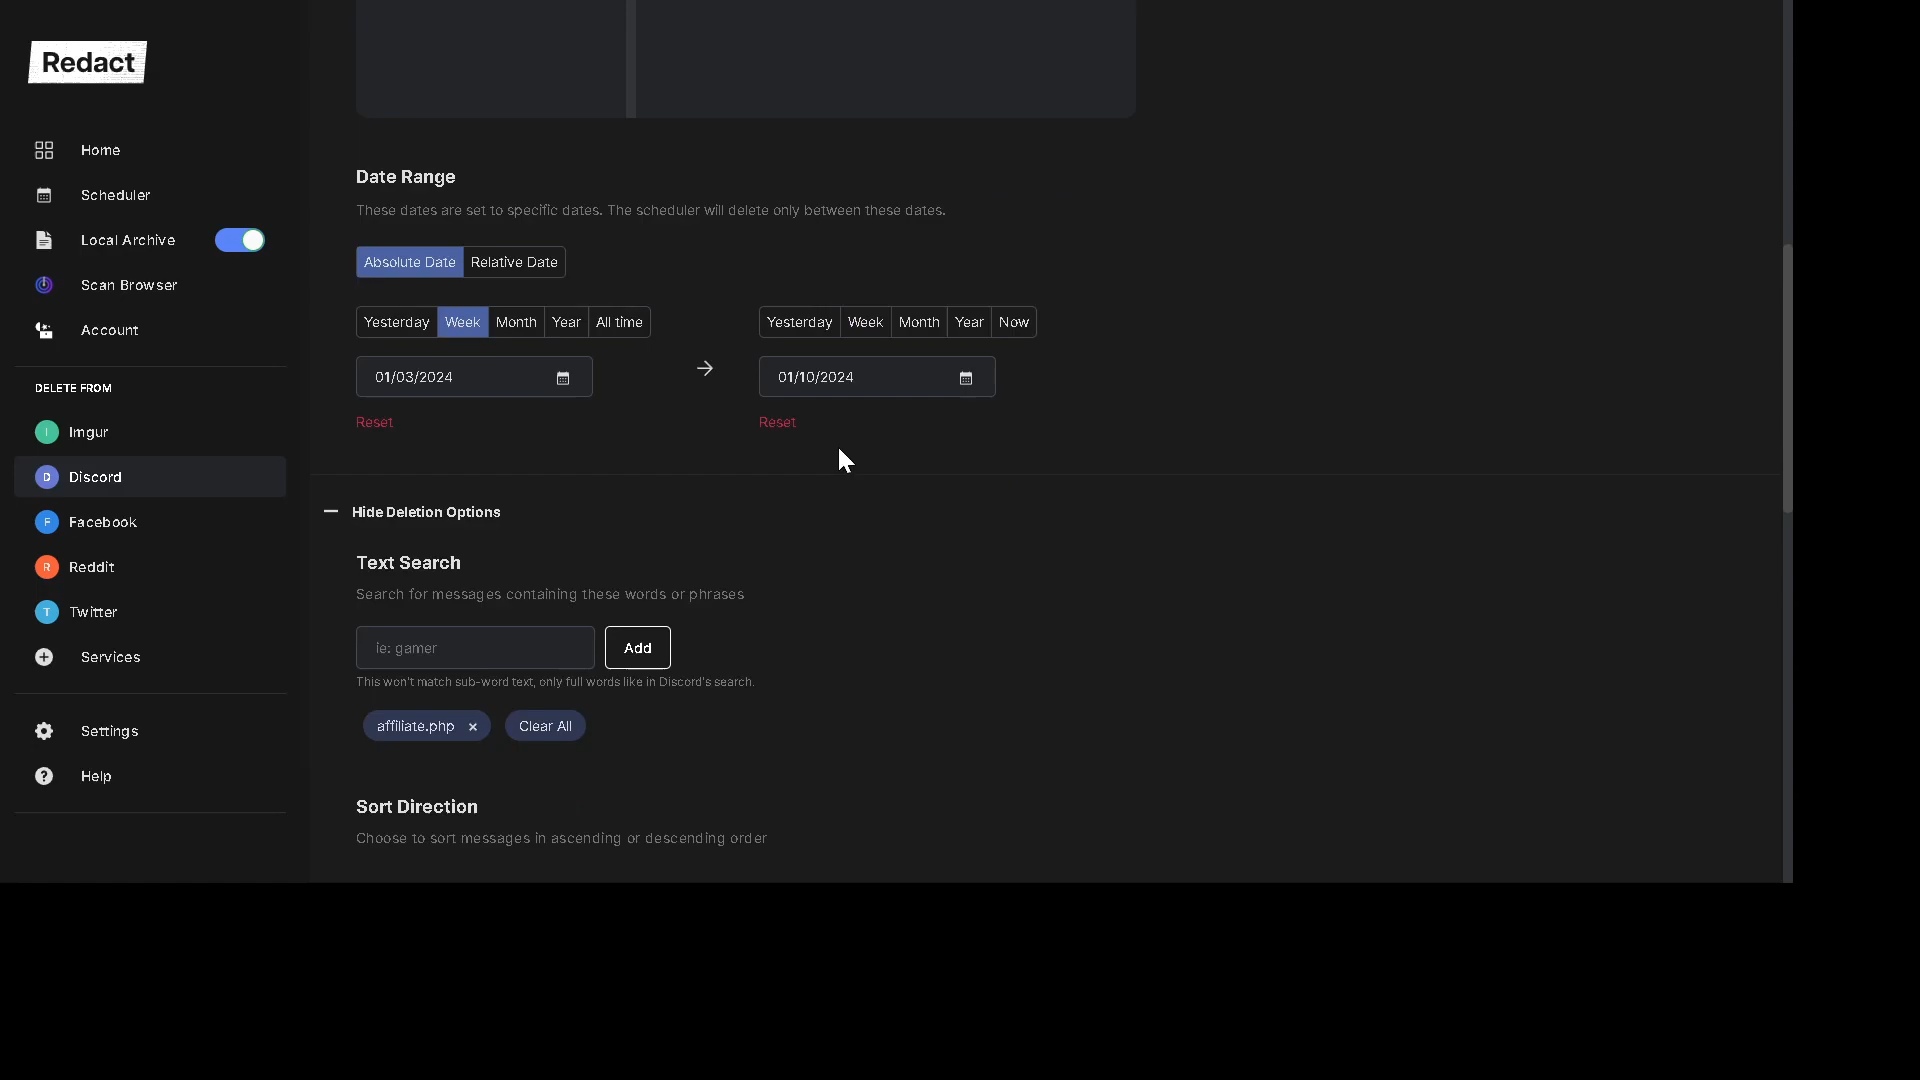 Redact
Home
Scheduler
Local Archive
Scan Browser
Account
DELETE FROM
I Imgur
D Discord
F Facebook
R Reddit
T Twitter
Services
Settings
? Help
Date Range
These dates are set to specific dates. The scheduler will delete only between these dates.
Absolute Date Relative Date
Yesterday Week Month Year All time
Yesterday Week Month Year Now
01/03/2024
01/10/2024
Reset
Reset
Hide Deletion Options
Text Search
Search for messages containing these words or phrases
ie: gamer
Add
This won't match sub-word text, only full words like in Discord's search.
affiliate.php × Clear All
Sort Direction
Choose to sort messages in ascending or descending order